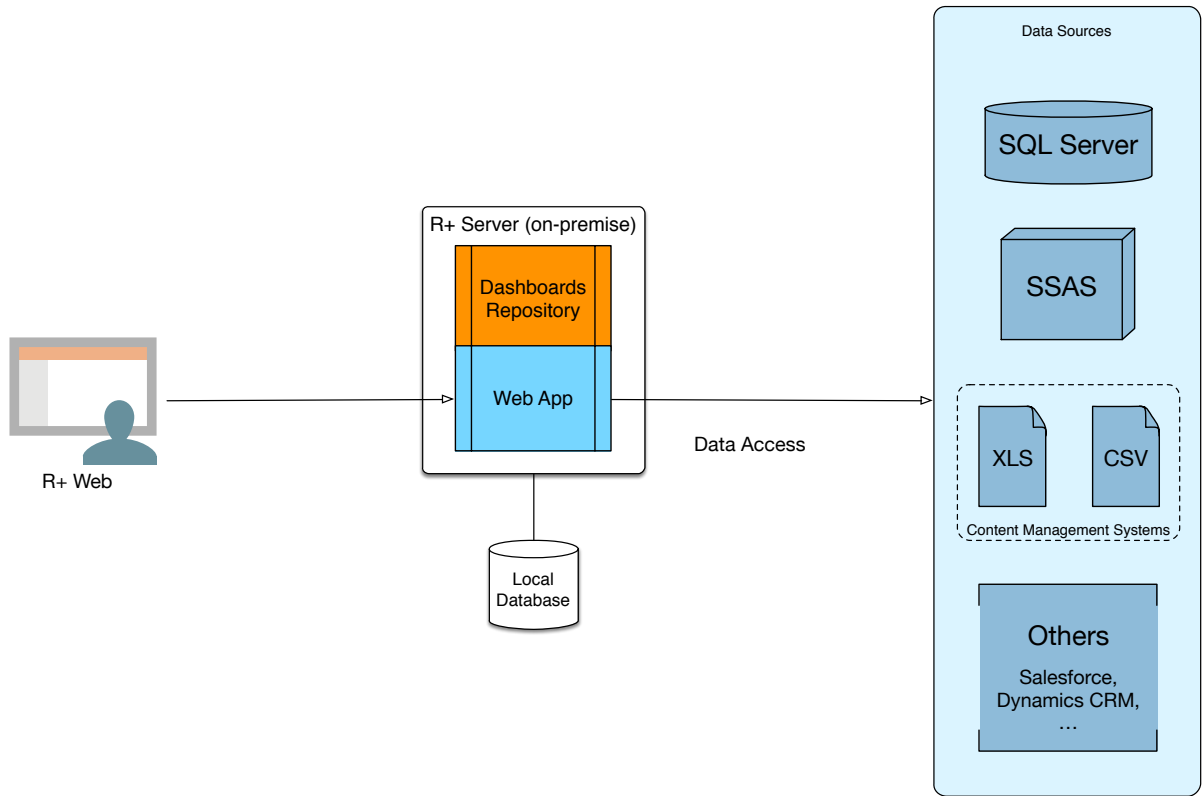 Data Sources
SQL Server
SSAS
XLS
CSV
Content Management Systems
Others
Salesforce,
Dynamics CRM,
...
R+ Server (on-premise)
Dashboards
Repository
Web App
Data Access
R+ Web
Local
Database